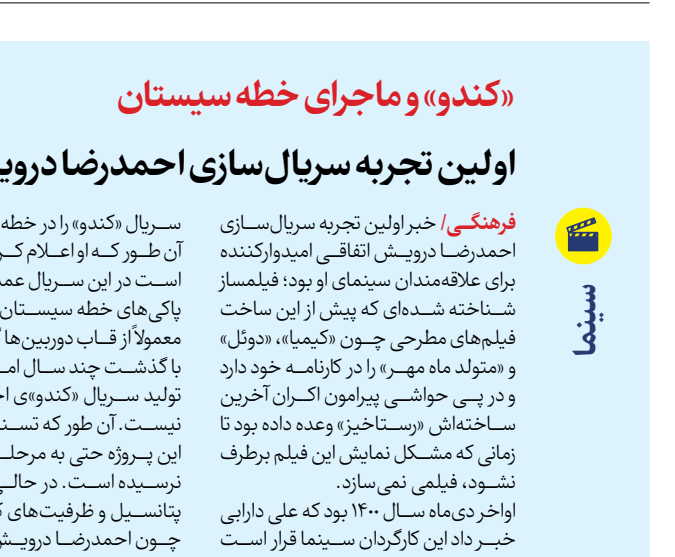 «کندو» و ماجرای خطه سیستان
اولین تجربه سریال‌سازی احمدرضا
سینما
فرهنگی/ خبر اولین تجربه سریال‌سازی
احمدرضا درویش اتفاقی امیدوارکننده
برای علاقه‌مندان سینمای او بود؛ فیلمساز
شناخته شده‌ای که پیش از این ساخت
فیلم‌های مطرحی چون «کیمیا»، «دوئل»
و «متولد ماه مهر» را در کارنامه خود دارد
و در پی حواشی پیرامون اکران آخرین
ساخته‌اش «رستاخیز» وعده داده بود تا
زمانی که مشکل نمایش این فیلم برطرف
نشود، فیلمی نمی‌سازد.
اواخر دی‌ماه سال ۱۴۰۰ بود که علی دارابی
خبر داد این کارگردان سینما قرار است
سریال «کندو» را در خطه
آن طور که او اعلام
است در این سریال
پاکی‌های خطه سیستان
معمولاً از قاب دوربین‌ها
با گذشت چند سال
تولید سریال «کندو»ی
نیست. آن طور که
این پروژه حتی به
نرسیده است. در
پتانسیل و ظرفیت‌های
چون احمدرضا درویش